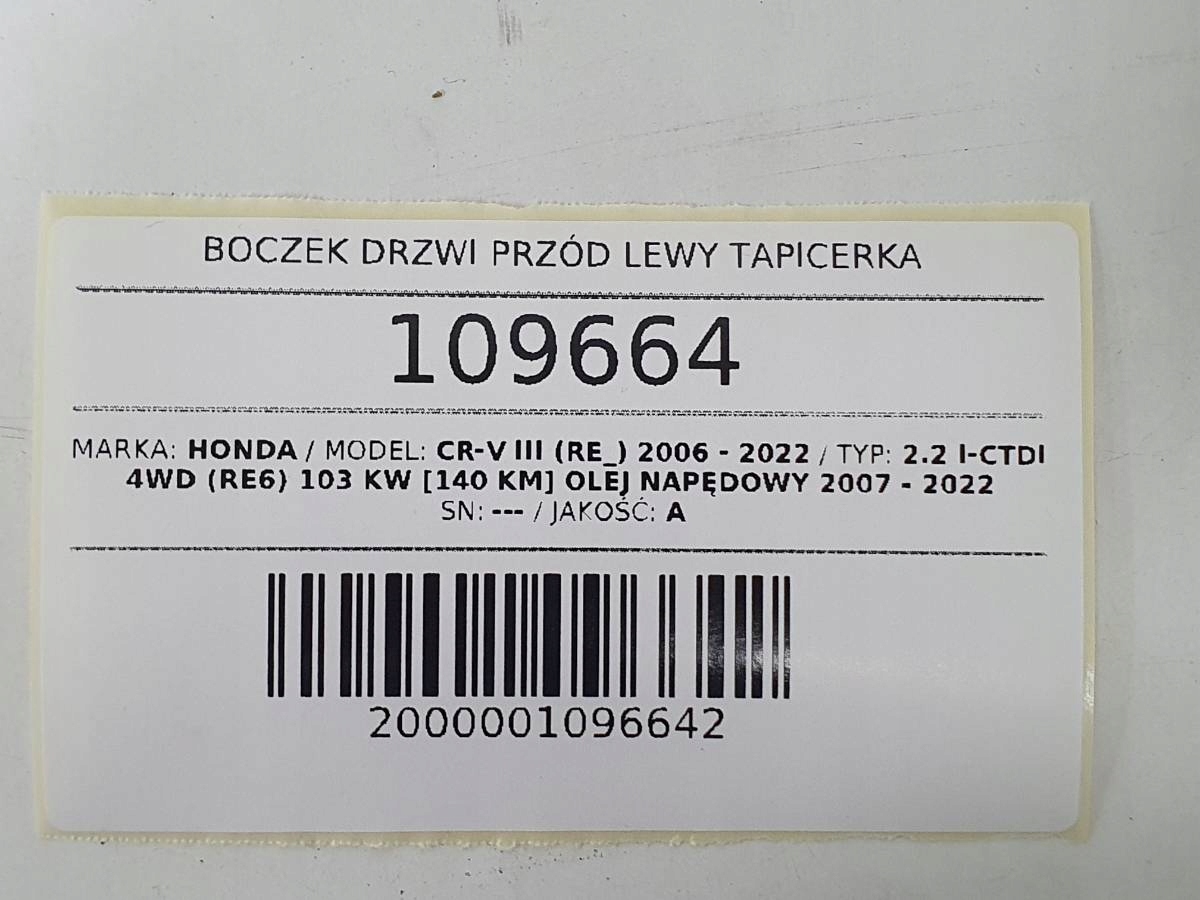 BOCZEK DRZWI PRZÓD LEWY TAPICERKA
109664
MARKA: HONDA / MODEL: CR-V III (RE_) 2006 - 2022 / TYP: 2.2 I-CTDI
4WD (RE6) 103 KW [140 KM] OLEJ NAPĘDOWY 2007 - 2022
SN: --- / JAKOŚĆ: A
2000001096642